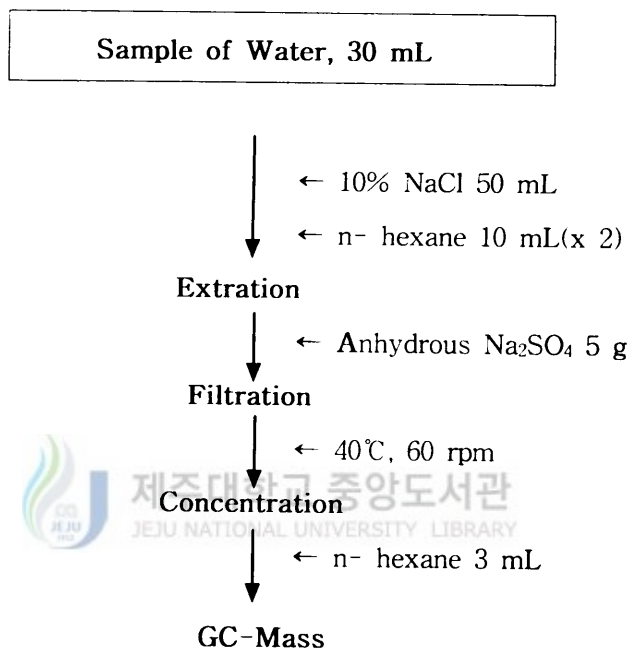 Sample of Water, 30 mL
← 10% NaCl 50 mL
← n- hexane 10 mL(x 2)
Extration
← Anhydrous Na₂SO₄ 5 g
Filtration
← 40℃, 60 rpm
제주대학교 중앙도서관
Concentration
JEJU NATIONAL UNIVERSITY LIBRARY
← n- hexane 3 mL
GC-Mass